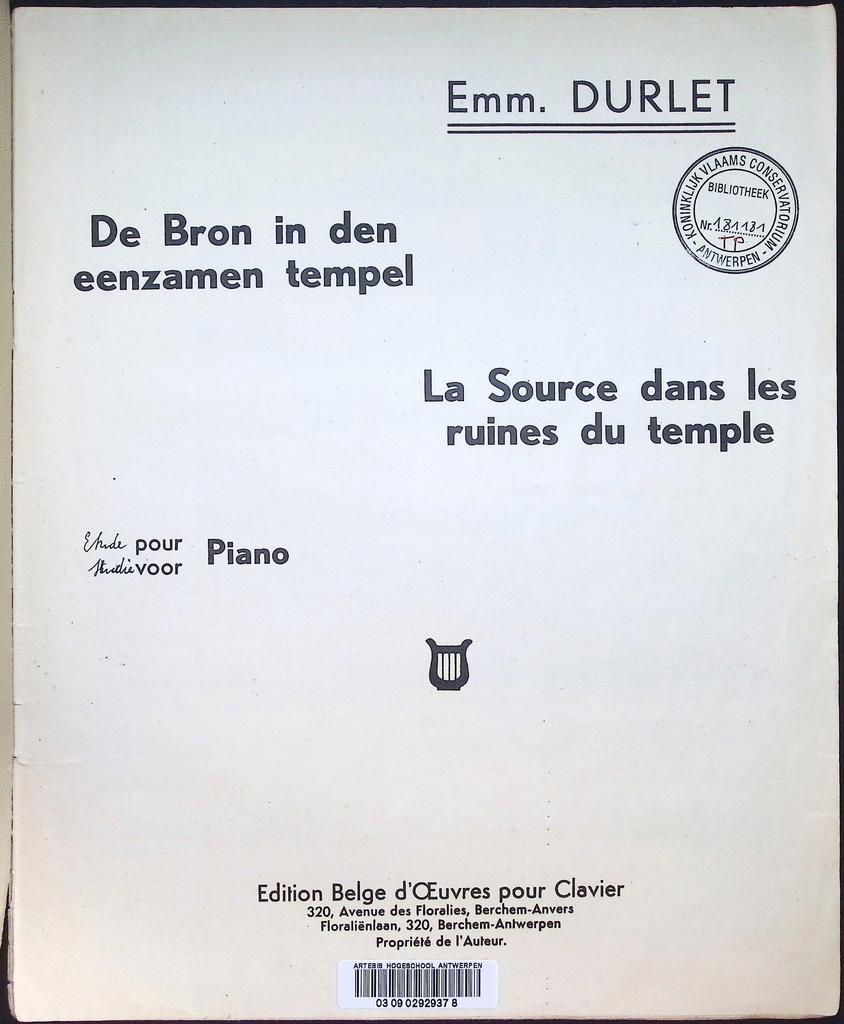 Emm. DURLET
KONINKLIJK VLAAMS CONSERVATORIUM
BIBLIOTHEEK
Nr. 181181
TP
- ANTWERPEN -
De Bron in den
eenzamen tempel
La Source dans les
ruines du temple
Etude pour
Studie voor
Piano
Edition Belge d'Œuvres pour Clavier
320, Avenue des Floralies, Berchem-Anvers
Floraliënlaan, 320, Berchem-Antwerpen
Propriété de l'Auteur.
ARTESIS HOGESCHOOL ANTWERPEN
03 09 0292937 8